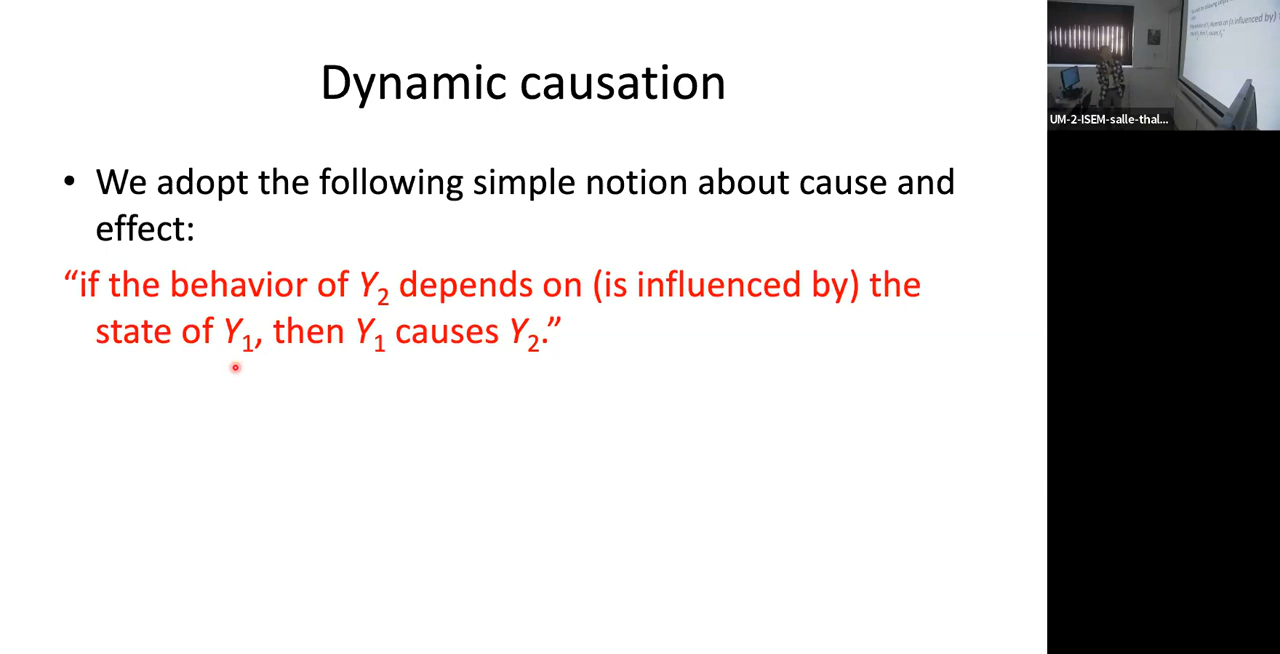 Dynamic causation
• We adopt the following simple notion about cause and
effect:
“if the behavior of Y2 depends on (is influenced by) the
state of Y1, then Y1 causes Y2.”
UM-2-ISEM-salle-thal...